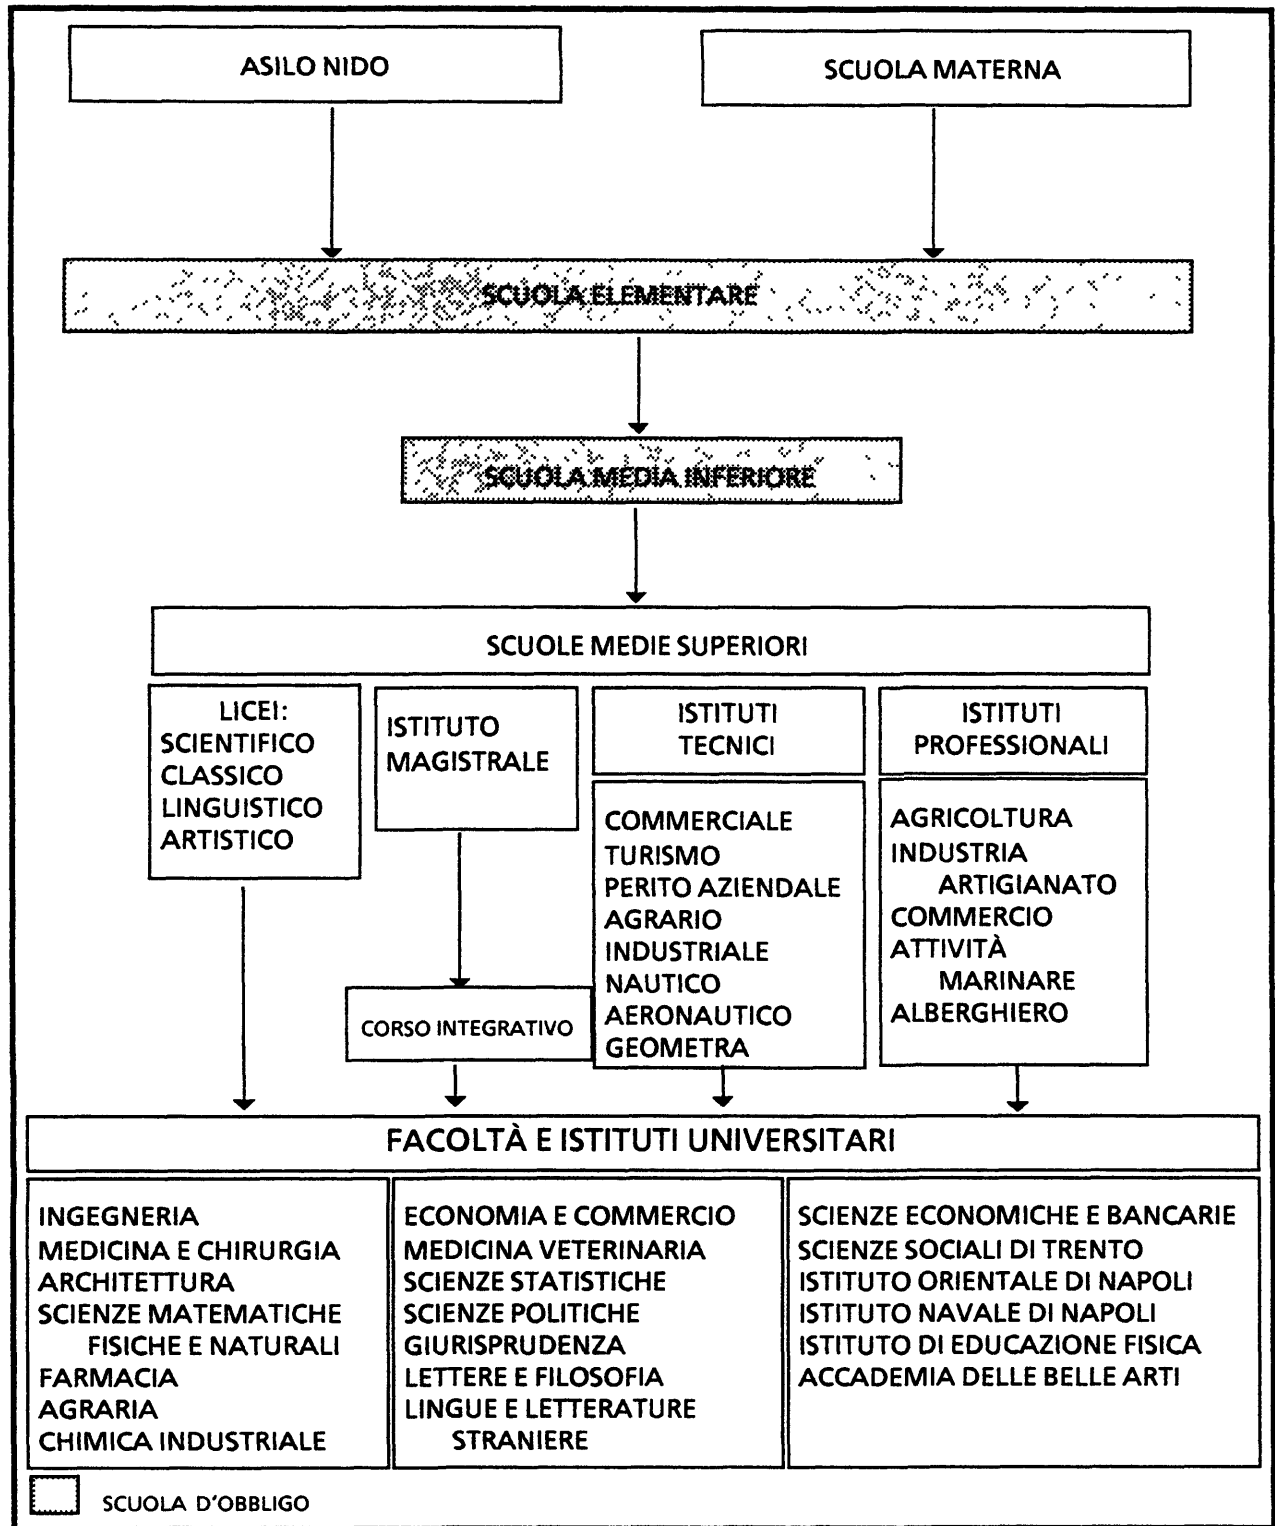 ASILO NIDO
SCUOLA MATERNA
SCUOLA ELEMENTARE
SCUOLA MEDIA INFERIORE
SCUOLE MEDIE SUPERIORI
LICEI:
SCIENTIFICO
CLASSICO
LINGUISTICO
ARTISTICO
ISTITUTO
MAGISTRALE
CORSO INTEGRATIVO
ISTITUTI
TECNICI
COMMERCIALE
TURISMO
PERITO AZIENDALE
AGRARIO
INDUSTRIALE
NAUTICO
AERONAUTICO
GEOMETRA
ISTITUTI
PROFESSIONALI
AGRICOLTURA
INDUSTRIA
ARTIGIANATO
COMMERCIO
ATTIVITÀ
MARINARE
ALBERGHIERO
FACOLTÀ E ISTITUTI UNIVERSITARI
INGEGNERIA
MEDICINA E CHIRURGIA
ARCHITETTURA
SCIENZE MATEMATICHE
FISICHE E NATURALI
FARMACIA
AGRARIA
CHIMICA INDUSTRIALE
ECONOMIA E COMMERCIO
MEDICINA VETERINARIA
SCIENZE STATISTICHE
SCIENZE POLITICHE
GIURISPRUDENZA
LETTERE E FILOSOFIA
LINGUE E LETTERATURE
STRANIERE
SCIENZE ECONOMICHE E BANCARIE
SCIENZE SOCIALI DI TRENTO
ISTITUTO ORIENTALE DI NAPOLI
ISTITUTO NAVALE DI NAPOLI
ISTITUTO DI EDUCAZIONE FISICA
ACCADEMIA DELLE BELLE ARTI
SCUOLA D'OBBLIGO